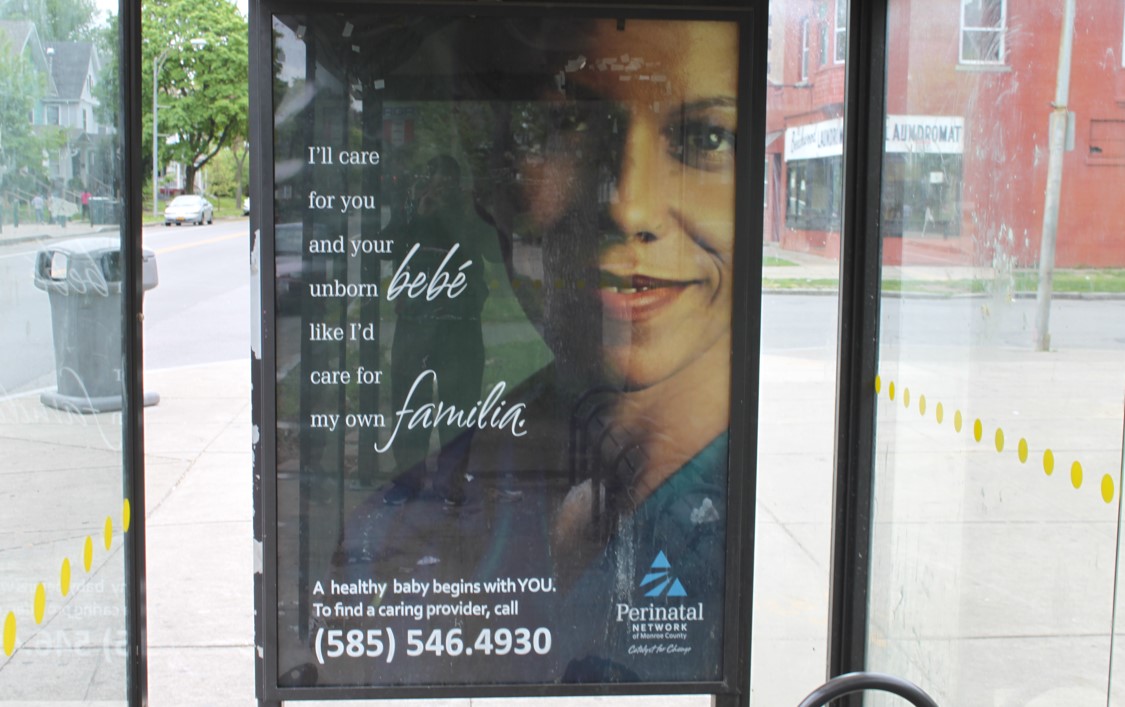 I'll care
for you
and your
unborn bebé
like I'd
care for
my own familia.
A healthy baby begins with YOU.
To find a caring provider, call
(585) 546.4930
Perinatal
NETWORK
of Monroe County
Catalyst for Change
LAUNDROMAT